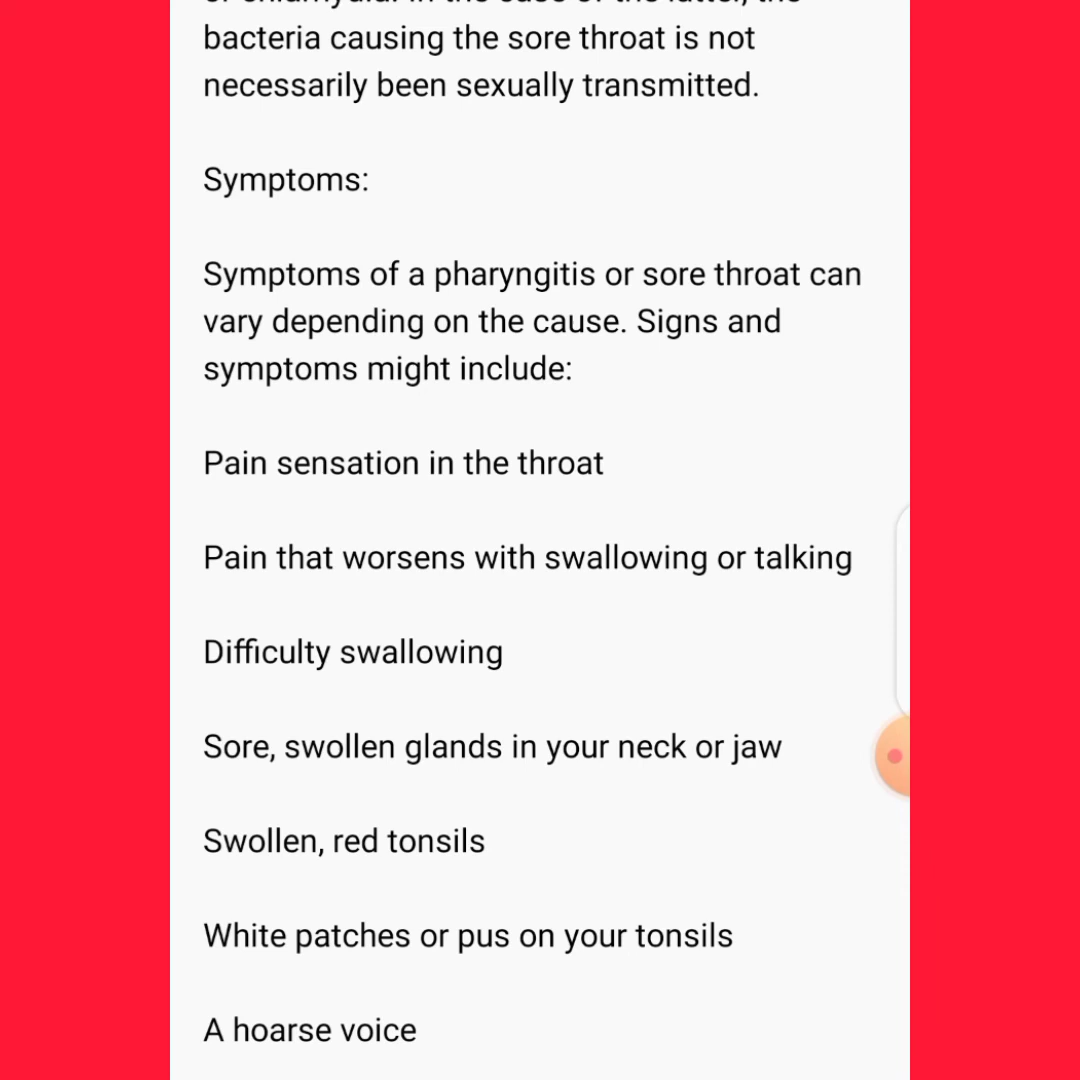 bacteria causing the sore throat is not
necessarily been sexually transmitted.
Symptoms:
Symptoms of a pharyngitis or sore throat can
vary depending on the cause. Signs and
symptoms might include:
Pain sensation in the throat
Pain that worsens with swallowing or talking
Difficulty swallowing
Sore, swollen glands in your neck or jaw
Swollen, red tonsils
White patches or pus on your tonsils
A hoarse voice